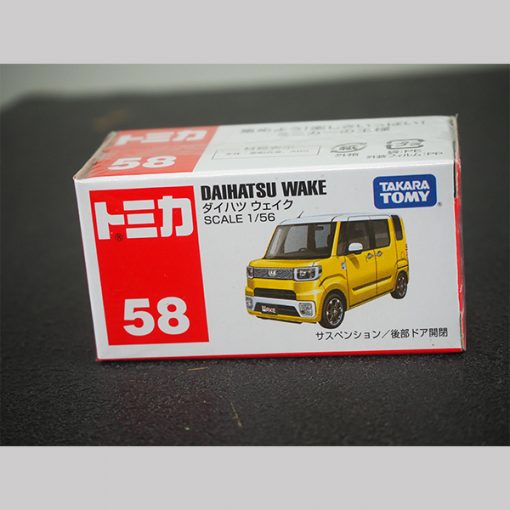 トミカ
58
トミカ
58
DAIHATSU WAKE
ダイハツ ウェイク
SCALE 1/56
TAKARA
TOMY
WAKE
サスペンション／後部ドア開閉